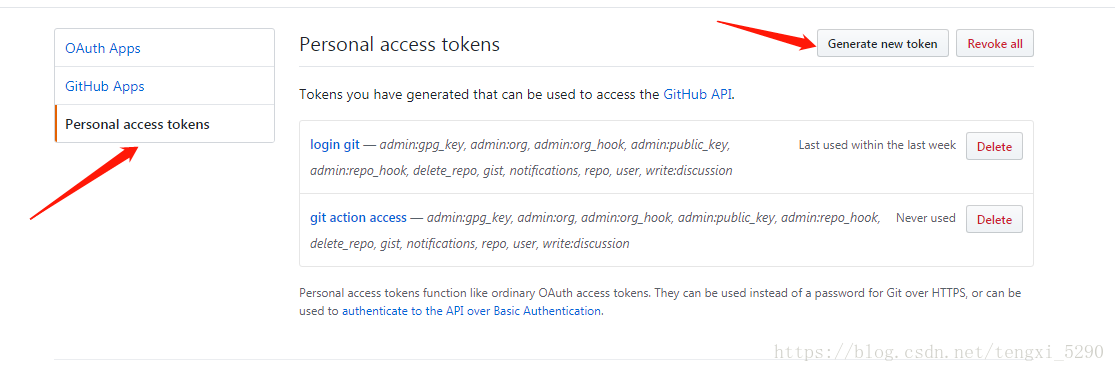 OAuth Apps
GitHub Apps
Personal access tokens
Personal access tokens
Generate new token
Revoke all
Tokens you have generated that can be used to access the GitHub API.
login git — admin:gpg_key, admin:org, admin:org_hook, admin:public_key,
admin:repo_hook, delete_repo, gist, notifications, repo, user, write:discussion
Last used within the last week
Delete
git action access — admin:gpg_key, admin:org, admin:org_hook, admin:public_key, admin:repo_hook,
delete_repo, gist, notifications, repo, user, write:discussion
Never used
Delete
Personal access tokens function like ordinary OAuth access tokens. They can be used instead of a password for Git over HTTPS, or can be
used to authenticate to the API over Basic Authentication.
https://blog.csdn.net/tengxi_5290